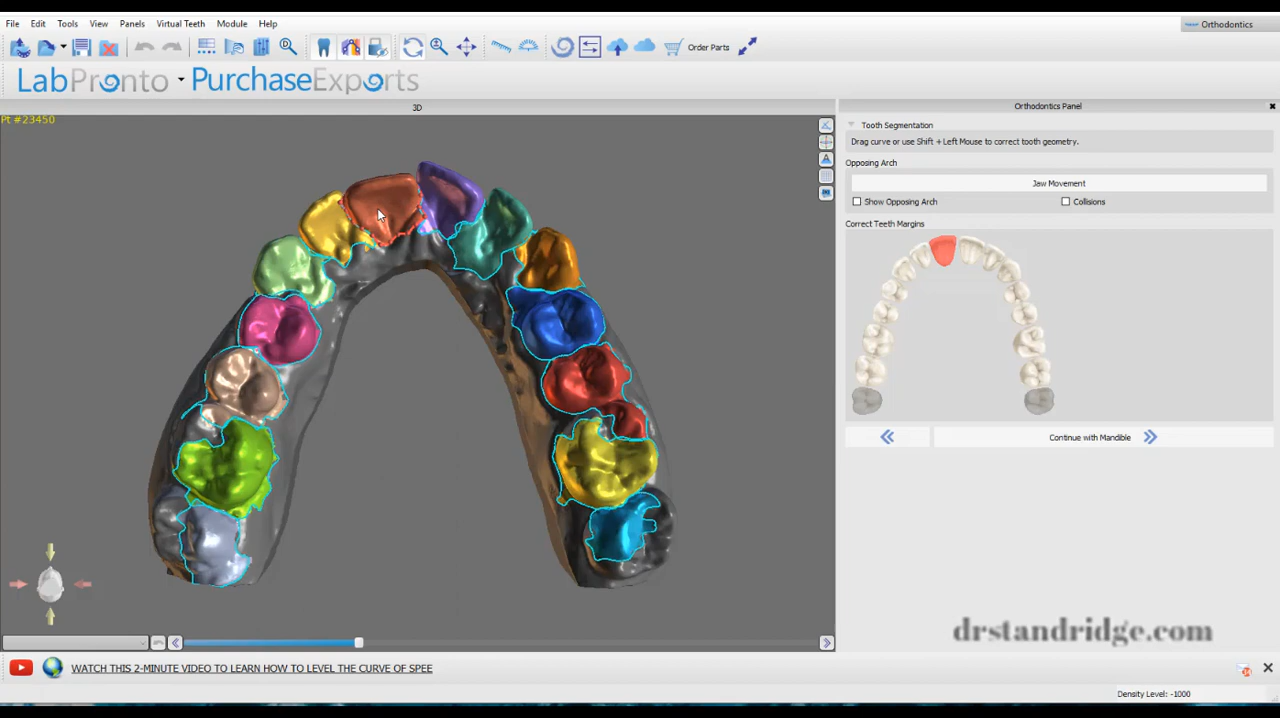 File Edit Tools View Panels Virtual Teeth Module Help
Orthodontics
Order Parts
LabPronto PurchaseExports
3D
Orthodontics Panel
Pt #23450
Tooth Segmentation
Drag curve or use Shift + Left Mouse to correct tooth geometry.
Opposing Arch
Jaw Movement
Show Opposing Arch
Collisions
Correct Teeth Margins
Continue with Mandible
drstandridge.com
WATCH THIS 2-MINUTE VIDEO TO LEARN HOW TO LEVEL THE CURVE OF SPEE
Density Level: -1000